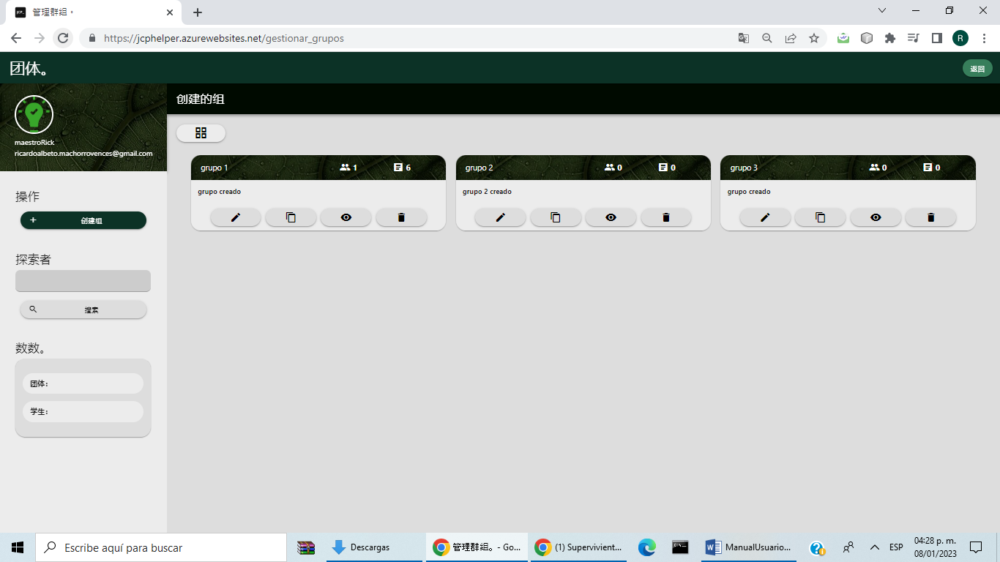 管理群组。
https://jcphelper.azurewebsites.net/gestionar_grupos
R
团体。
返回
maestroRick
ricardoalbeto.machorrovences@gmail.com
操作
+ 创建组
探索者
搜索
数数。
团体：
学生：
创建的组
grupo 1 1 6
grupo creado
grupo 2 0 0
grupo 2 creado
grupo 3 0 0
grupo creado
Escribe aquí para buscar
Descargas
管理群组。- Go...
(1) Supervivient...
ManualUsuario...
ESP
04:28 p. m.
08/01/2023